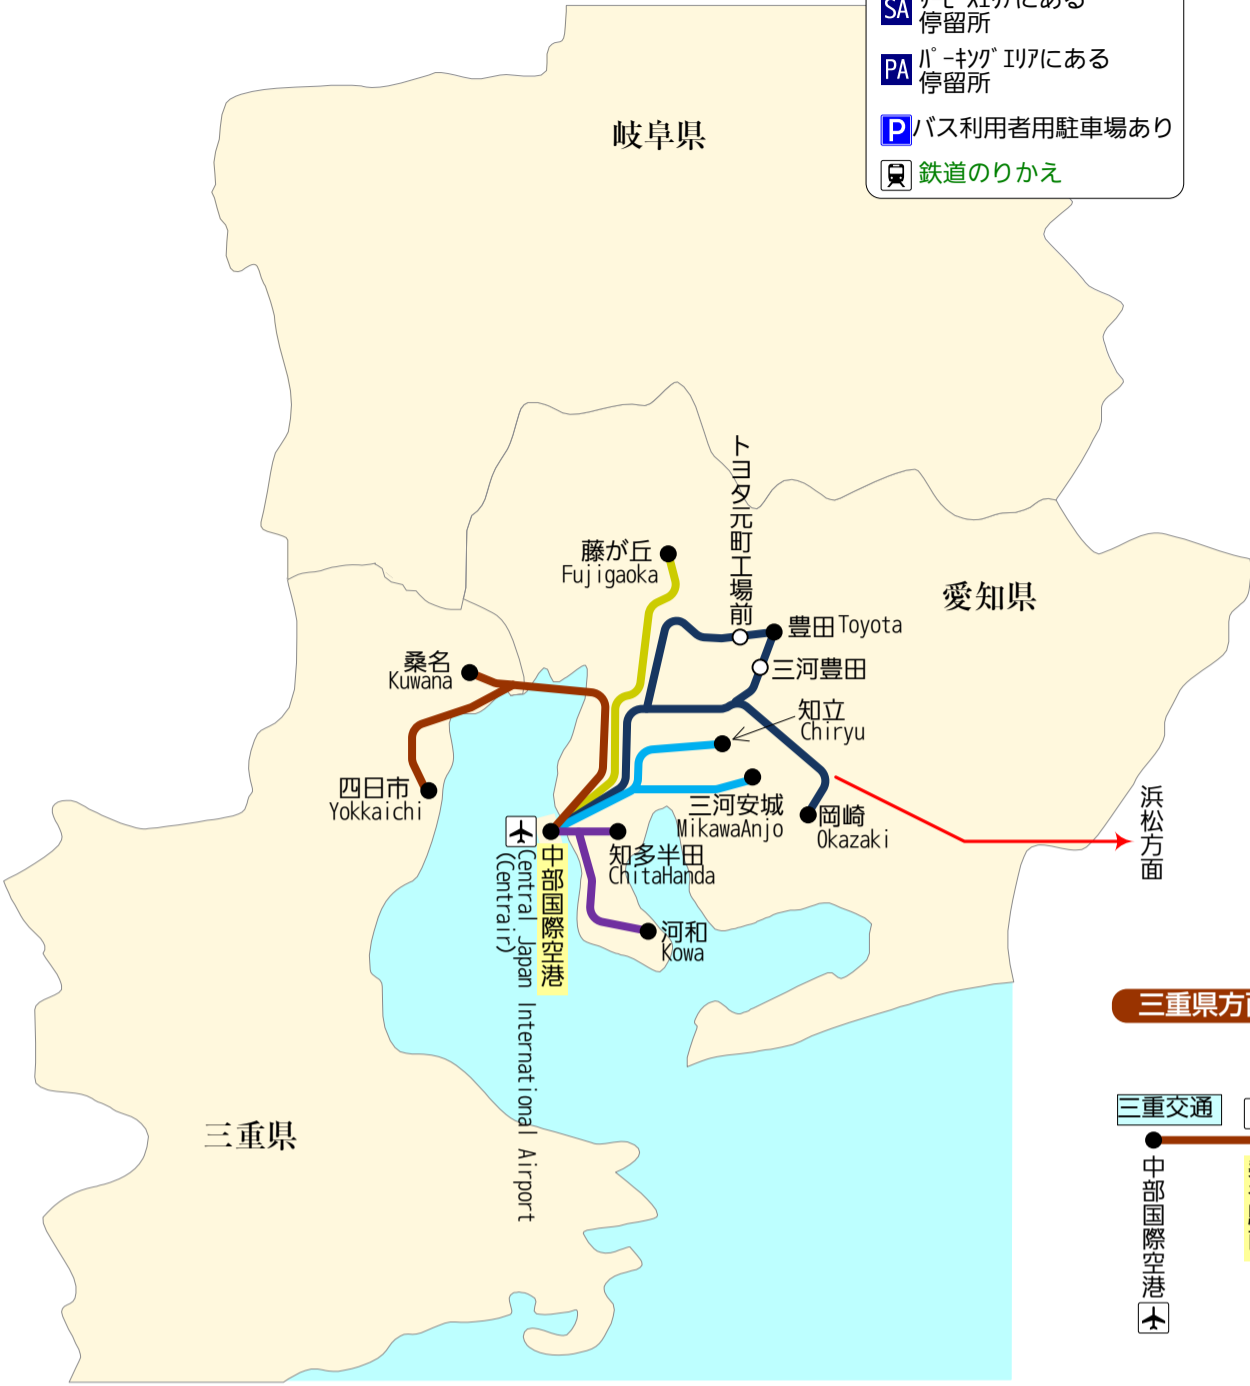 SA
停留所
PA ﾊﾟｰｷﾝｸﾞｴﾘｱにある
停留所
P バス利用者用駐車場あり
鉄道のりかえ
岐阜県
トヨタ元町工場前
藤が丘
Fujigaoka
愛知県
豊田 Toyota
三河豊田
桑名
Kuwana
知立
Chiryu
四日市
Yokkaichi
三河安城
MikawaAnjo
岡崎
Okazaki
浜松方面
中部国際空港
Central Japan International Airport
(Centrair)
知多半田
ChitaHanda
河和
Kowa
三重県方
三重県
三重交通
中部国際空港